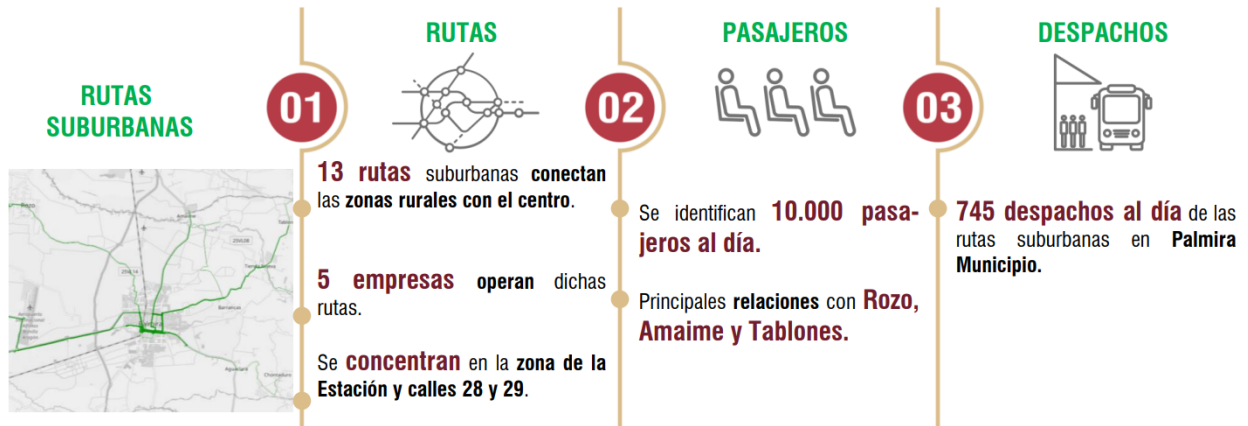 RUTAS
SUBURBANAS
01
RUTAS
13 rutas suburbanas conectan
las zonas rurales con el centro.
5 empresas operan dichas
rutas.
Se concentran en la zona de la
Estación y calles 28 y 29.
02
PASAJEROS
Se identifican 10.000 pasa-
jeros al día.
Principales relaciones con Rozo,
Amaime y Tablones.
03
DESPACHOS
745 despachos al día de las
rutas suburbanas en Palmira
Municipio.